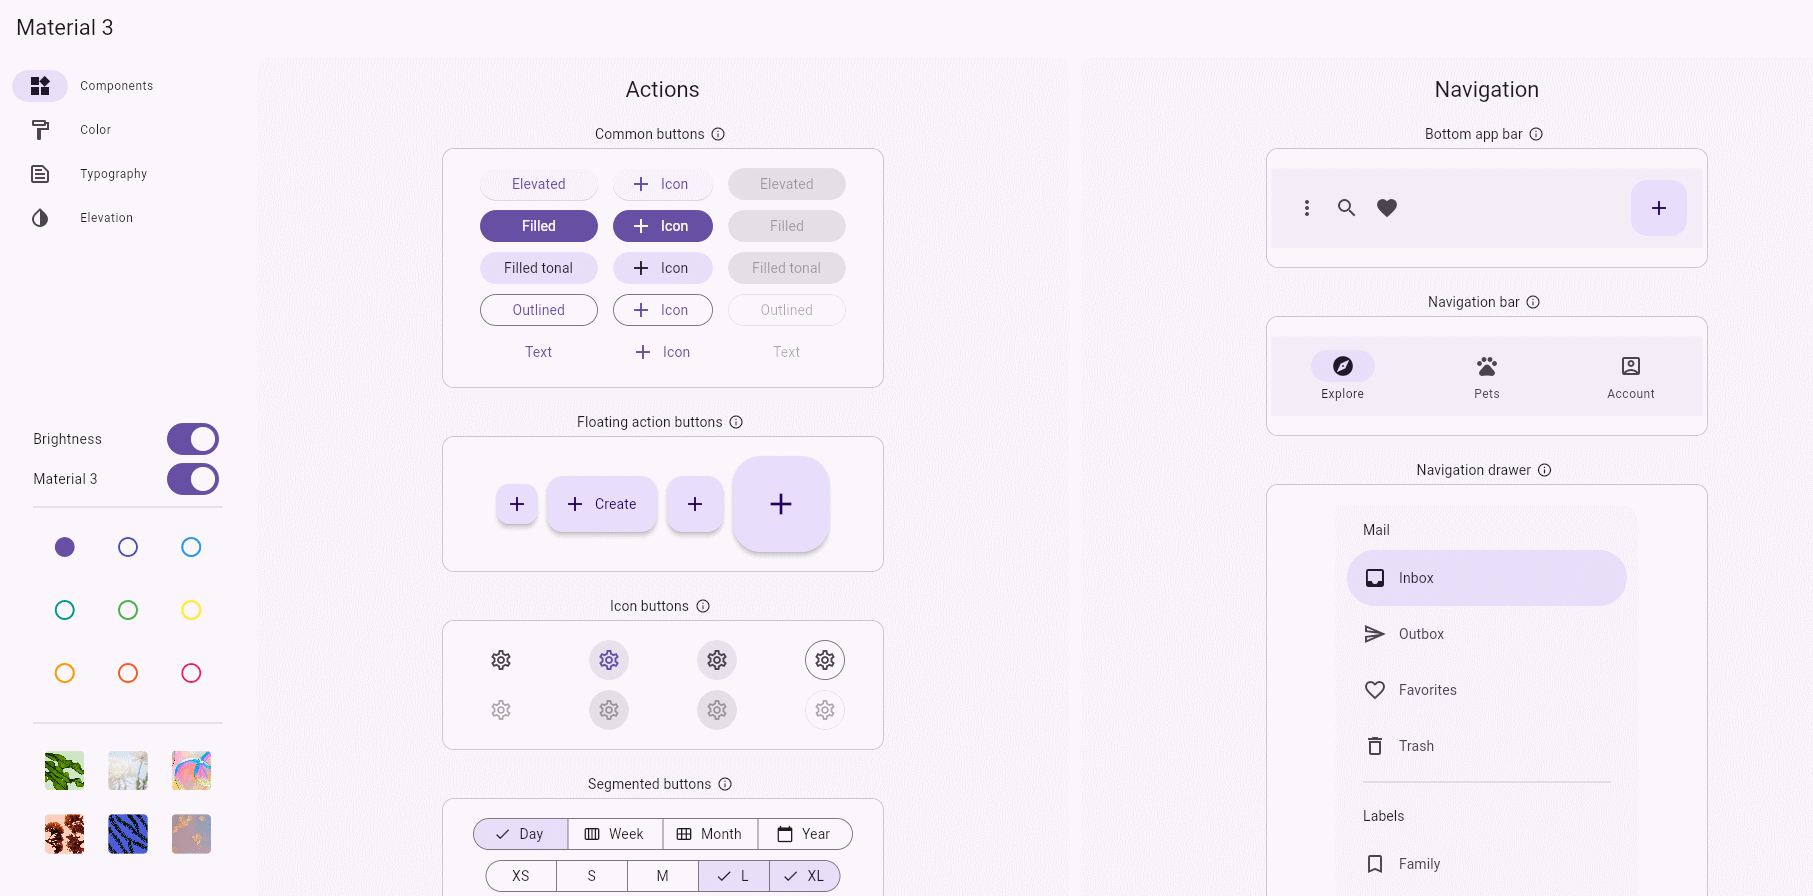 Material 3
Components
Color
Typography
Elevation
Brightness
Material 3
Actions
Common buttons
Elevated Icon Elevated
Filled Icon Filled
Filled tonal Icon Filled tonal
Outlined Icon Outlined
Text Icon Text
Floating action buttons
Create
Icon buttons
Segmented buttons
Day Week Month Year
XS S M L XL
Navigation
Bottom app bar
Navigation bar
Explore Pets Account
Navigation drawer
Mail
Inbox
Outbox
Favorites
Trash
Labels
Family